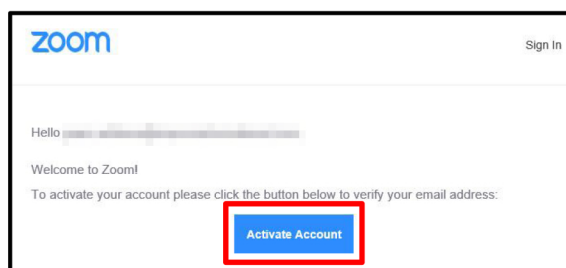 zoom
Sign In
Hello
Welcome to Zoom!
To activate your account please click the button below to verify your email address:
Activate Account